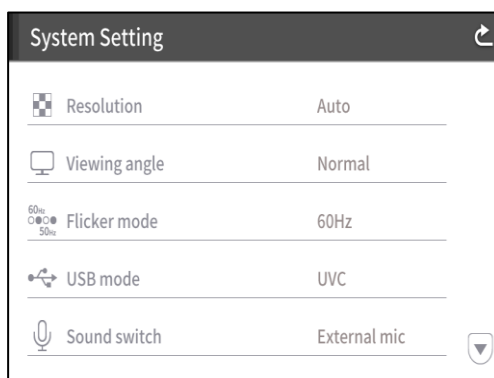 System Setting
Resolution Auto
Viewing angle Normal
60Hz
50Hz
Flicker mode 60Hz
USB mode UVC
Sound switch External mic